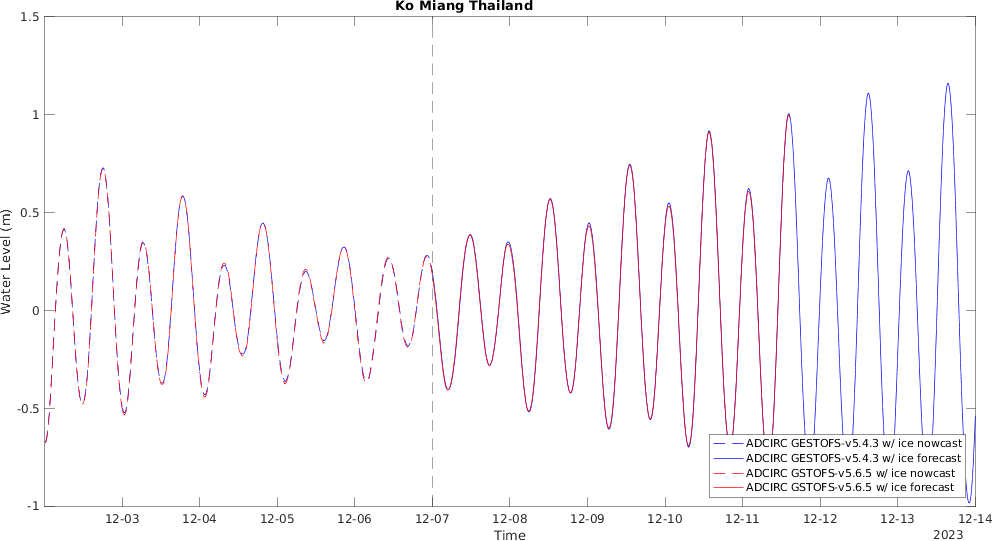 Ko Miang Thailand
1.5
1
0.5
0
-0.5
-1
Water Level (m)
ADCIRC GESTOFS-v5.4.3 w/ ice nowcast
ADCIRC GESTOFS-v5.4.3 w/ ice forecast
ADCIRC GSTOFS-v5.6.5 w/ ice nowcast
ADCIRC GSTOFS-v5.6.5 w/ ice forecast
12-03 12-04 12-05 12-06 12-07 12-08 12-09 12-10 12-11 12-12 12-13 12-14
Time
2023